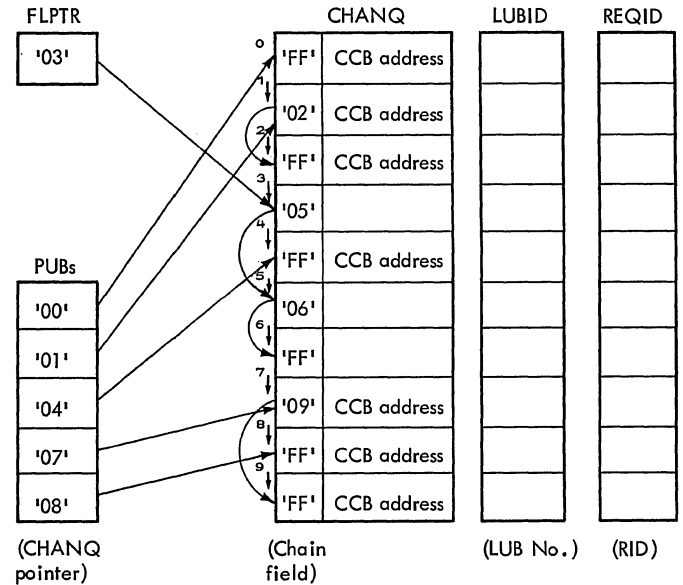 FLPTR CHANQ LUBID REQID
'03'
0 'FF' CCB address
1 '02' CCB address
2 'FF' CCB address
3 '05'
4 'FF' CCB address
5 '06'
6 'FF'
7 '09' CCB address
8 'FF' CCB address
9 'FF' CCB address
PUBs
'00'
'01'
'04'
'07'
'08'
(CHANQ
pointer)
(Chain
field)
(LUB No.)
(RID)